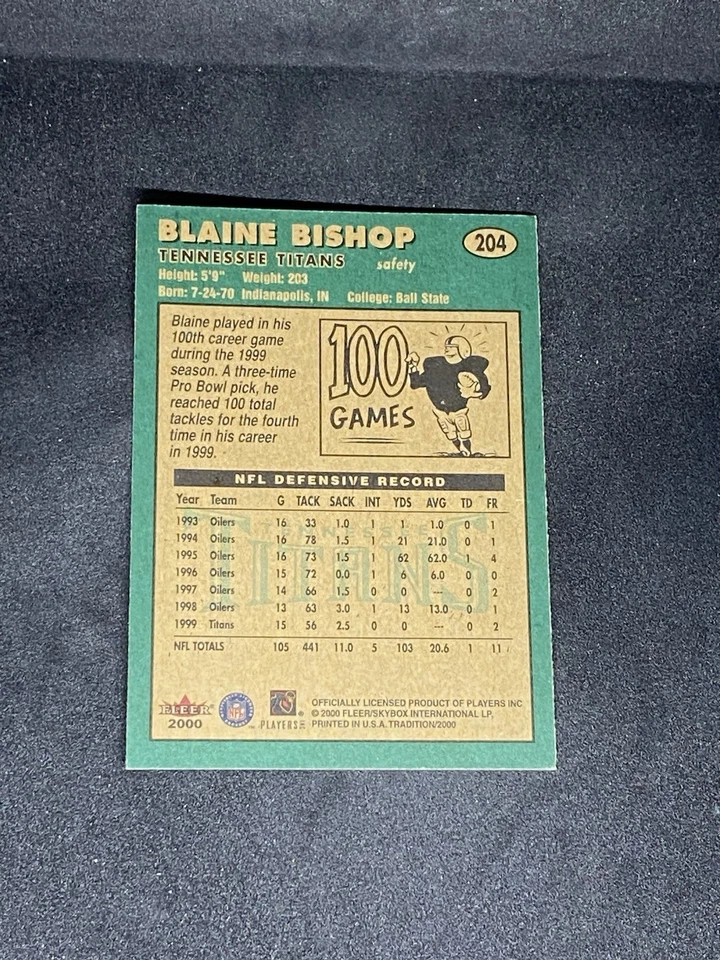 BLAINE BISHOP
204
TENNESSEE TITANS safety
Height: 5'9" Weight: 203
Born: 7-24-70 Indianapolis, IN College: Ball State
Blaine played in his
100th career game
during the 1999
season. A three-time
Pro Bowl pick, he
reached 100 total
tackles for the fourth
time in his career
in 1999.
100
GAMES
NFL DEFENSIVE RECORD
Year Team G TACK SACK INT YDS AVG TD FR
1993 Oilers 16 33 1.0 1 1 1.0 0 1
1994 Oilers 16 78 1.5 1 21 21.0 0 1
1995 Oilers 16 73 1.5 1 62 62.0 1 4
1996 Oilers 15 72 0.0 1 6 6.0 0 0
1997 Oilers 14 66 1.5 0 0 --- 0 2
1998 Oilers 13 63 3.0 1 13 13.0 0 1
1999 Titans 15 56 2.5 0 0 --- 0 2
NFL TOTALS 105 441 11.0 5 103 20.6 1 11
TENNESSEE
TITANS
FLEER
2000
NFL
PLAYERS INC
OFFICIALLY LICENSED PRODUCT OF PLAYERS INC
© 2000 FLEER/SKYBOX INTERNATIONAL LP,
PRINTED IN U.S.A. TRADITION/2000